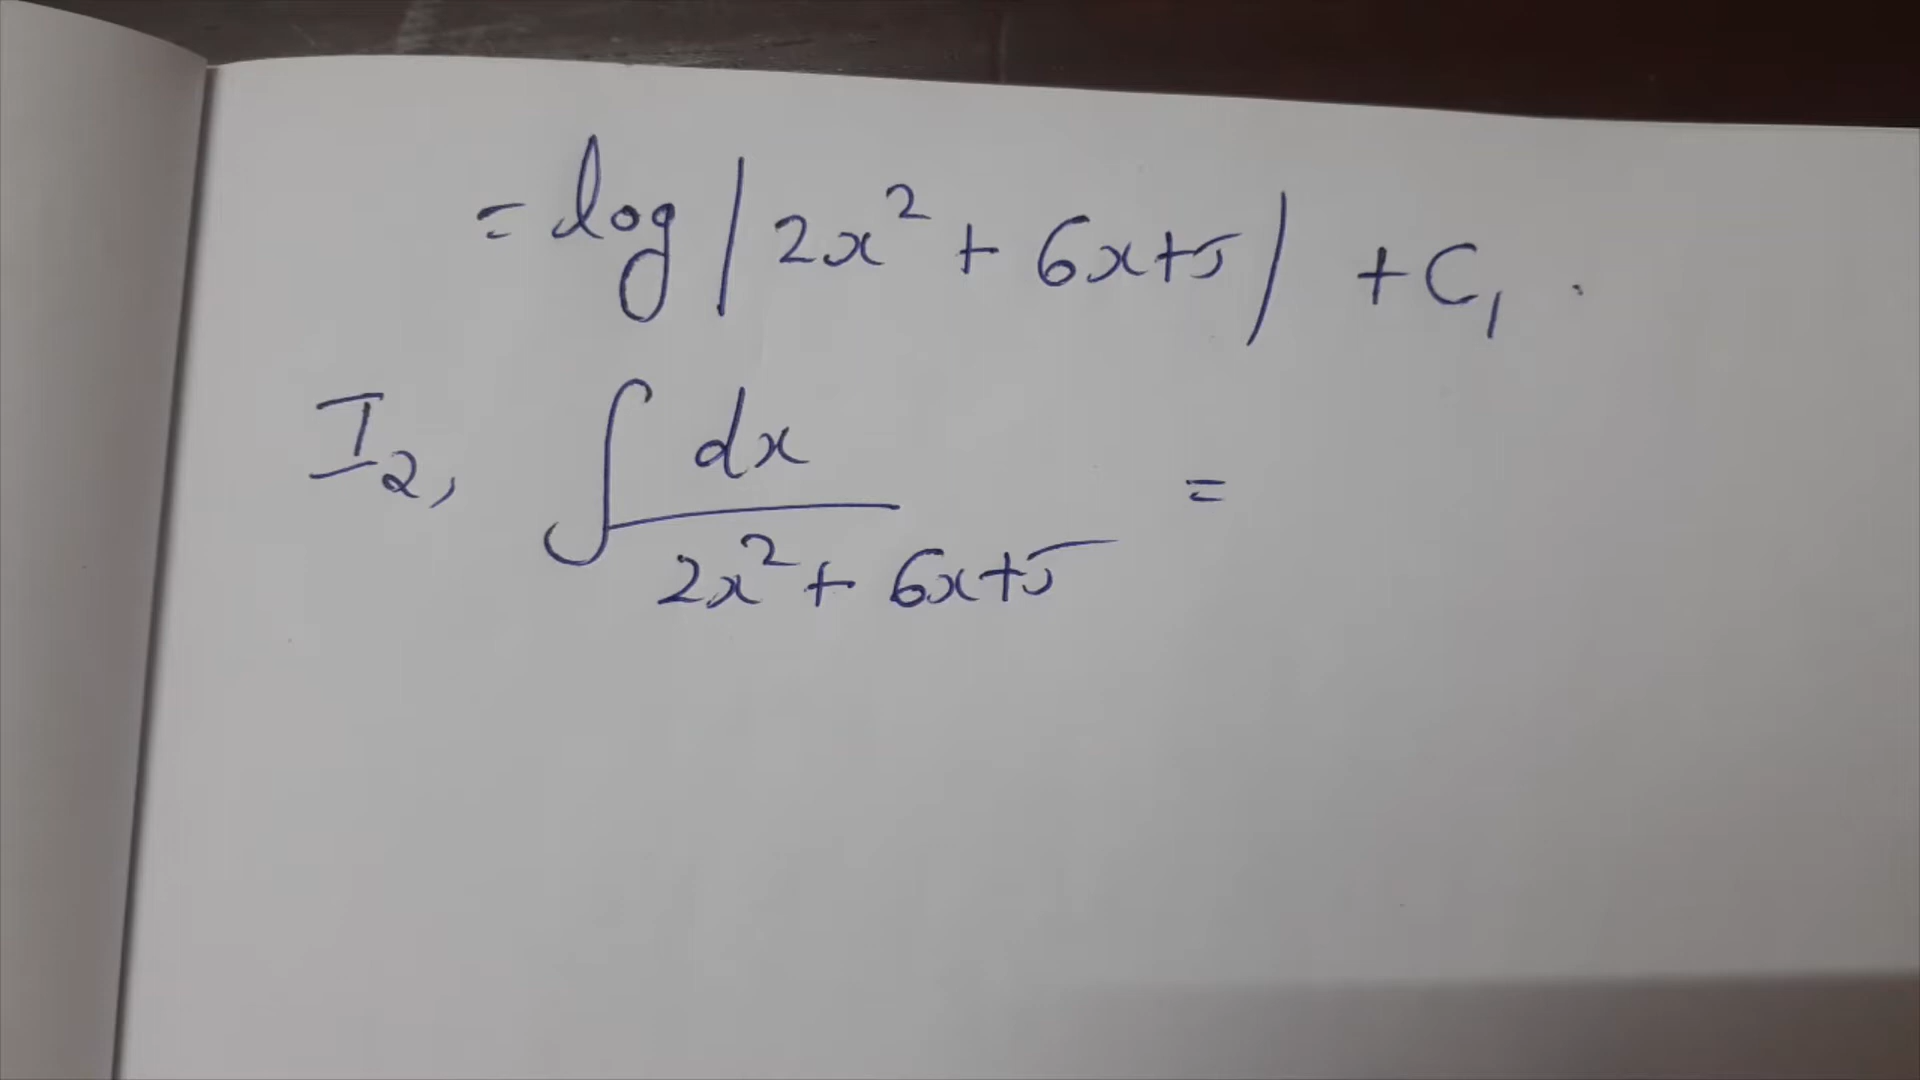 = log |2x² + 6x+5| + C₁.
I₂, ∫ dx / 2x² + 6x+5 =